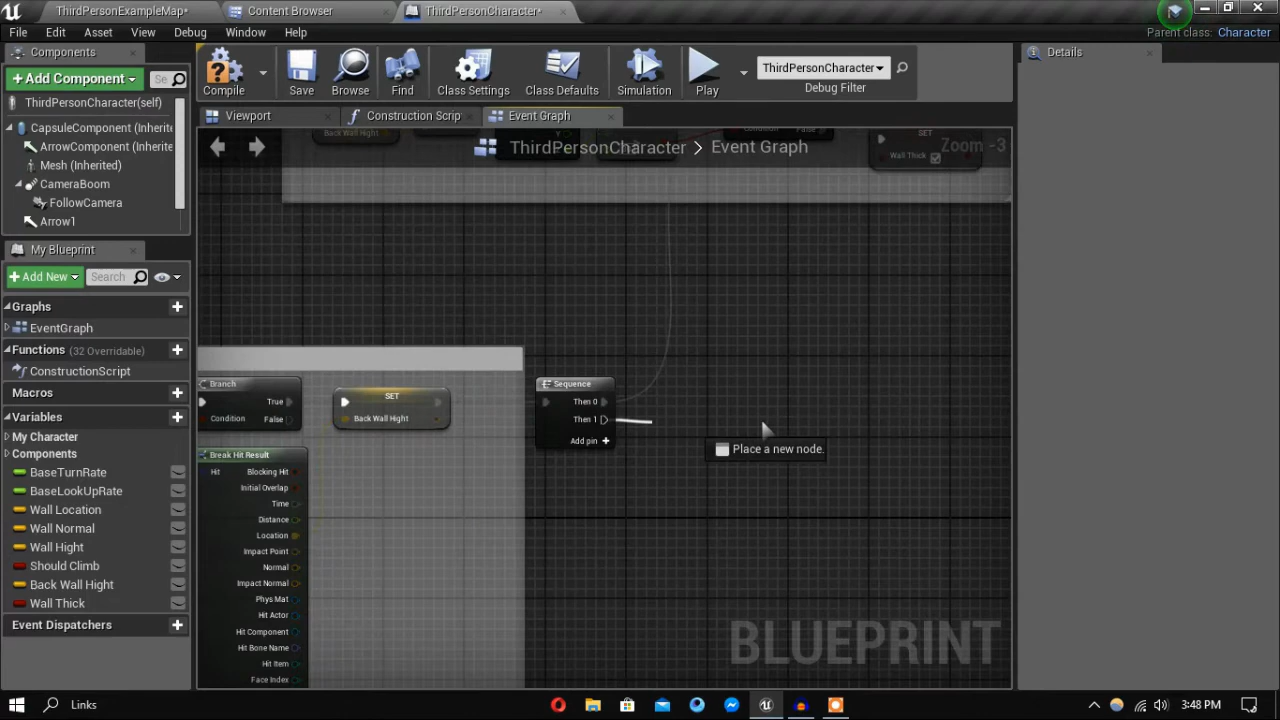 ThirdPersonExampleMap*
Content Browser
ThirdPersonCharacter*
File Edit Asset View Debug Window Help
Parent class: Character
Components
Add Component
Se
ThirdPersonCharacter(self)
CapsuleComponent (Inherite
ArrowComponent (Inherite
Mesh (Inherited)
CameraBoom
FollowCamera
Arrow1
Compile
Save
Browse
Find
Class Settings
Class Defaults
Simulation
Play
ThirdPersonCharacter
Debug Filter
Details
Viewport
Construction Scrip
Event Graph
ThirdPersonCharacter > Event Graph
Zoom -3
Back Wall Hight
Condition False
SET
Wall Thick
My Blueprint
Add New
Search
Graphs
EventGraph
Functions (32 Overridable)
ConstructionScript
Macros
Variables
My Character
Components
BaseTurnRate
BaseLookUpRate
Wall Location
Wall Normal
Wall Hight
Should Climb
Back Wall Hight
Wall Thick
Event Dispatchers
Branch
True
Condition False
SET
Back Wall Hight
Sequence
Then 0
Then 1
Add pin
Place a new node.
Break Hit Result
Hit Blocking Hit
Initial Overlap
Time
Distance
Location
Impact Point
Normal
Impact Normal
Phys Mat
Hit Actor
Hit Component
Hit Bone Name
Hit Item
Face Index
BLUEPRINT
Links
3:48 PM